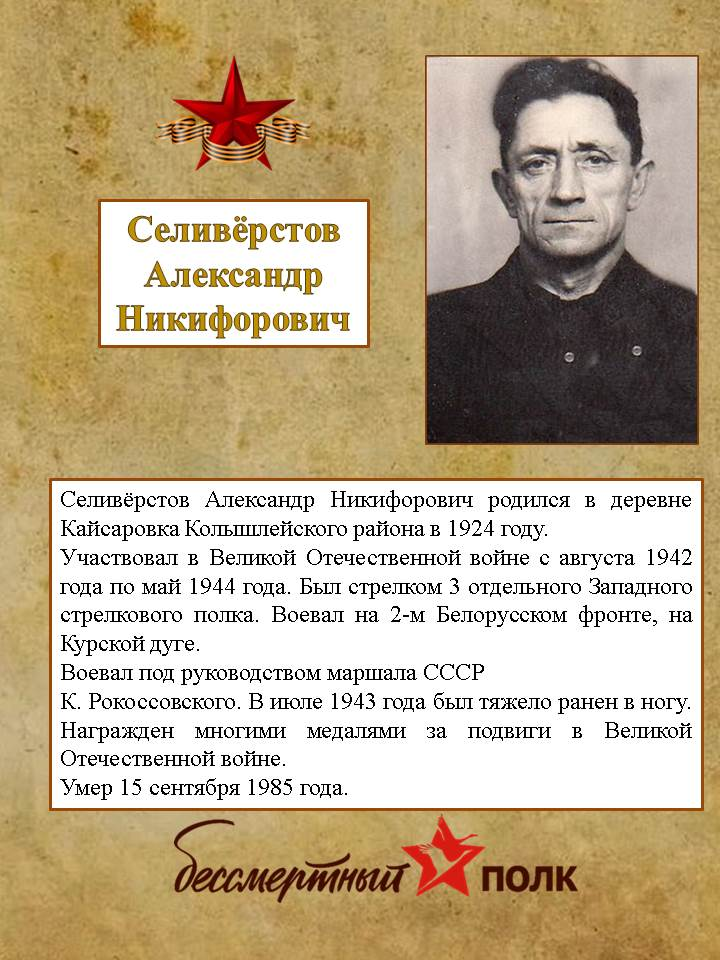 Селивёрстов
Александр
Никифорович
Селивёрстов Александр Никифорович родился в деревне
Кайсаровка Колышлейского района в 1924 году.
Участвовал в Великой Отечественной войне с августа 1942
года по май 1944 года. Был стрелком 3 отдельного Западного
стрелкового полка. Воевал на 2-м Белорусском фронте, на
Курской дуге.
Воевал под руководством маршала СССР
К. Рокоссовского. В июле 1943 года был тяжело ранен в ногу.
Награжден многими медалями за подвиги в Великой
Отечественной войне.
Умер 15 сентября 1985 года.
бессмертный ПОЛК